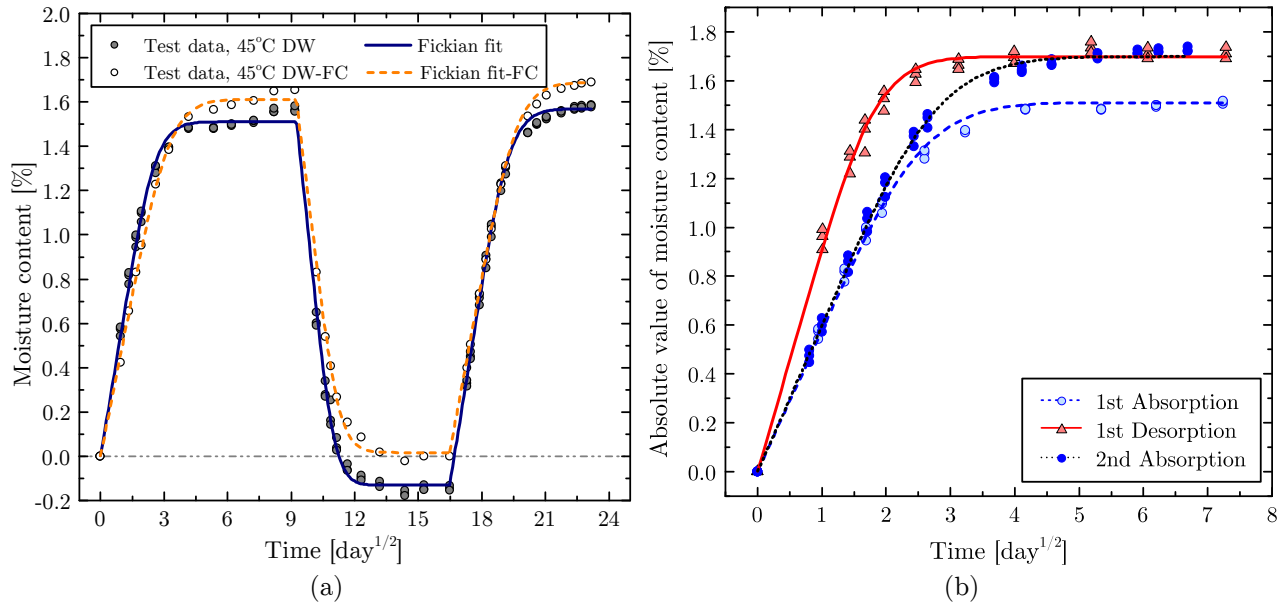 2.0
1.8
1.6
1.4
1.2
1.0
0.8
0.6
0.4
0.2
0.0
-0.2
Moisture content [%]
Test data, 45°C DW
Fickian fit
Test data, 45°C DW-FC
Fickian fit-FC
0 3 6 9 12 15 18 21 24
Time [day^1/2]
(a)
1.8
1.6
1.4
1.2
1.0
0.8
0.6
0.4
0.2
0.0
Absolute value of moisture content [%]
1st Absorption
1st Desorption
2nd Absorption
0 1 2 3 4 5 6 7 8
Time [day^1/2]
(b)